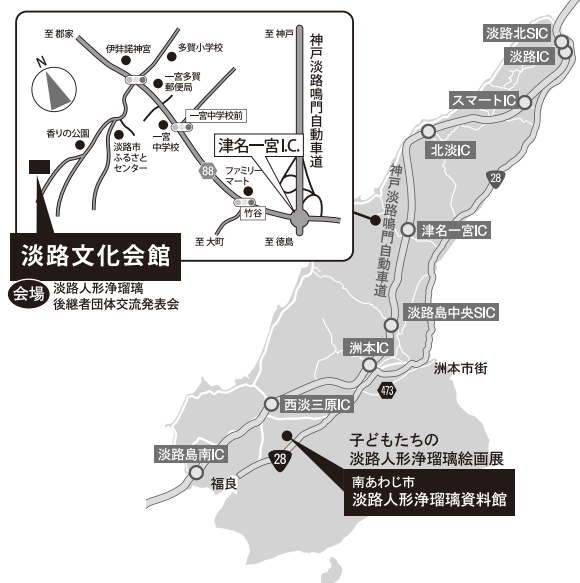 至 郡家
至 神戸
伊弉諾神宮
多賀小学校
N
一宮多賀
郵便局
神戸淡路鳴門自動車道
一宮中学校前
香りの公園
淡路市
ふるさと
センター
一宮
中学校
津名一宮I.C.
88
ファミリー
マート
竹谷
至 大町
至 徳島
淡路文化会館
会場
淡路人形浄瑠璃
後継者団体交流発表会
淡路北SIC
淡路IC
スマートIC
北淡IC
28
神戸淡路鳴門自動車道
津名一宮IC
淡路島中央SIC
洲本IC
洲本市街
473
西淡三原IC
淡路島南IC
福良
28
子どもたちの
淡路人形浄瑠璃絵画展
南あわじ市
淡路人形浄瑠璃資料館